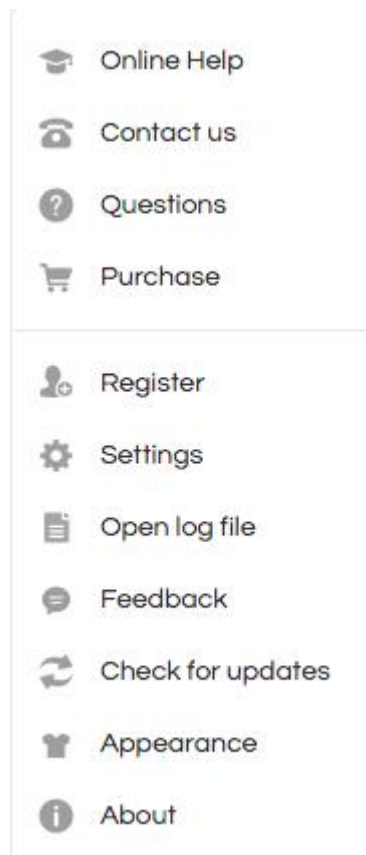 Online Help
Contact us
Questions
Purchase
Register
Settings
Open log file
Feedback
Check for updates
Appearance
About